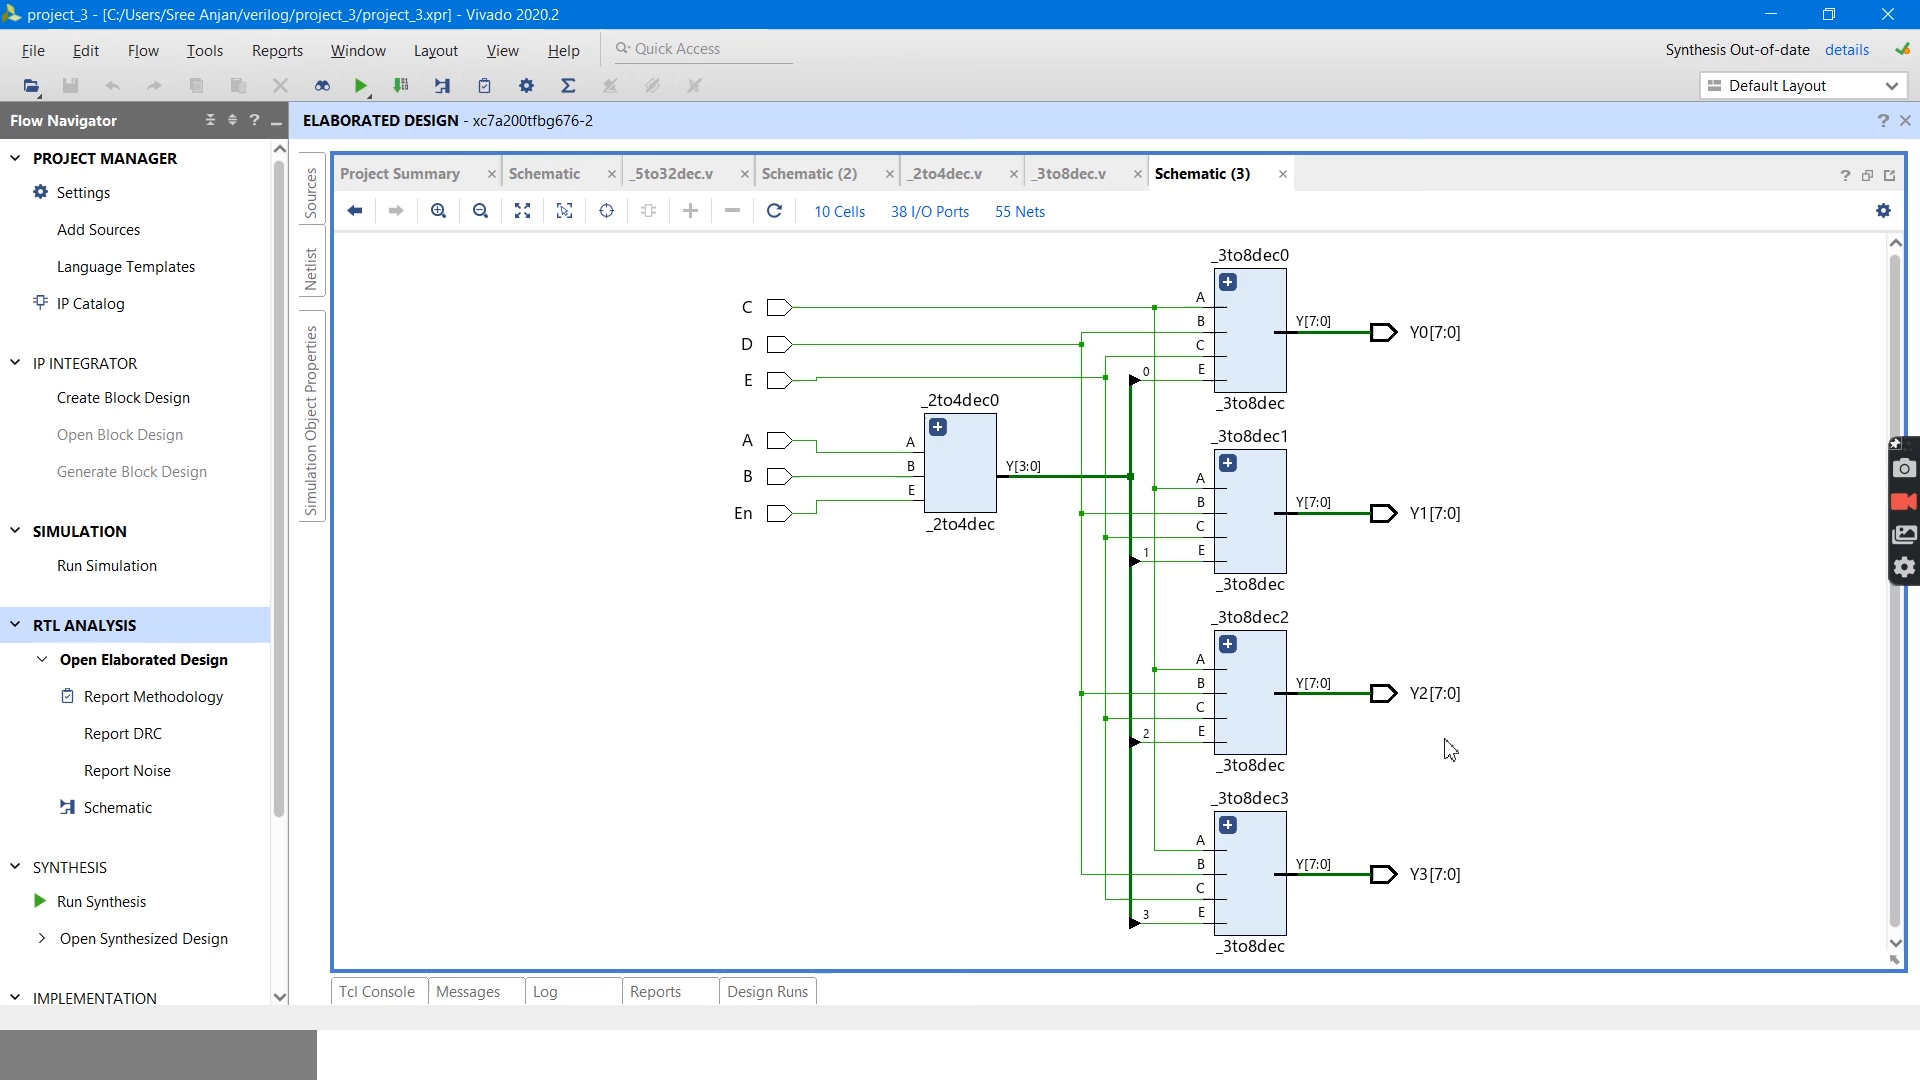 project_3 - [C:/Users/Sree Anjan/verilog/project_3/project_3.xpr] - Vivado 2020.2
File Edit Flow Tools Reports Window Layout View Help Quick Access
Synthesis Out-of-date details
Default Layout
Flow Navigator
ELABORATED DESIGN - xc7a200tfbg676-2
PROJECT MANAGER
Settings
Add Sources
Language Templates
IP Catalog
IP INTEGRATOR
Create Block Design
Open Block Design
Generate Block Design
SIMULATION
Run Simulation
RTL ANALYSIS
Open Elaborated Design
Report Methodology
Report DRC
Report Noise
Schematic
SYNTHESIS
Run Synthesis
Open Synthesized Design
IMPLEMENTATION
Sources
Netlist
Simulation Object Properties
Project Summary Schematic _5to32dec.v Schematic (2) _2to4dec.v _3to8dec.v Schematic (3)
10 Cells 38 I/O Ports 55 Nets
C
D
E
A
B
En
_2to4dec0
A
B
E
Y[3:0]
_2to4dec
_3to8dec0
A
B
C
0 E
Y[7:0] Y0[7:0]
_3to8dec
_3to8dec1
A
B
C
1 E
Y[7:0] Y1[7:0]
_3to8dec
_3to8dec2
A
B
C
2 E
Y[7:0] Y2[7:0]
_3to8dec
_3to8dec3
A
B
C
3 E
Y[7:0] Y3[7:0]
_3to8dec
Tcl Console Messages Log Reports Design Runs